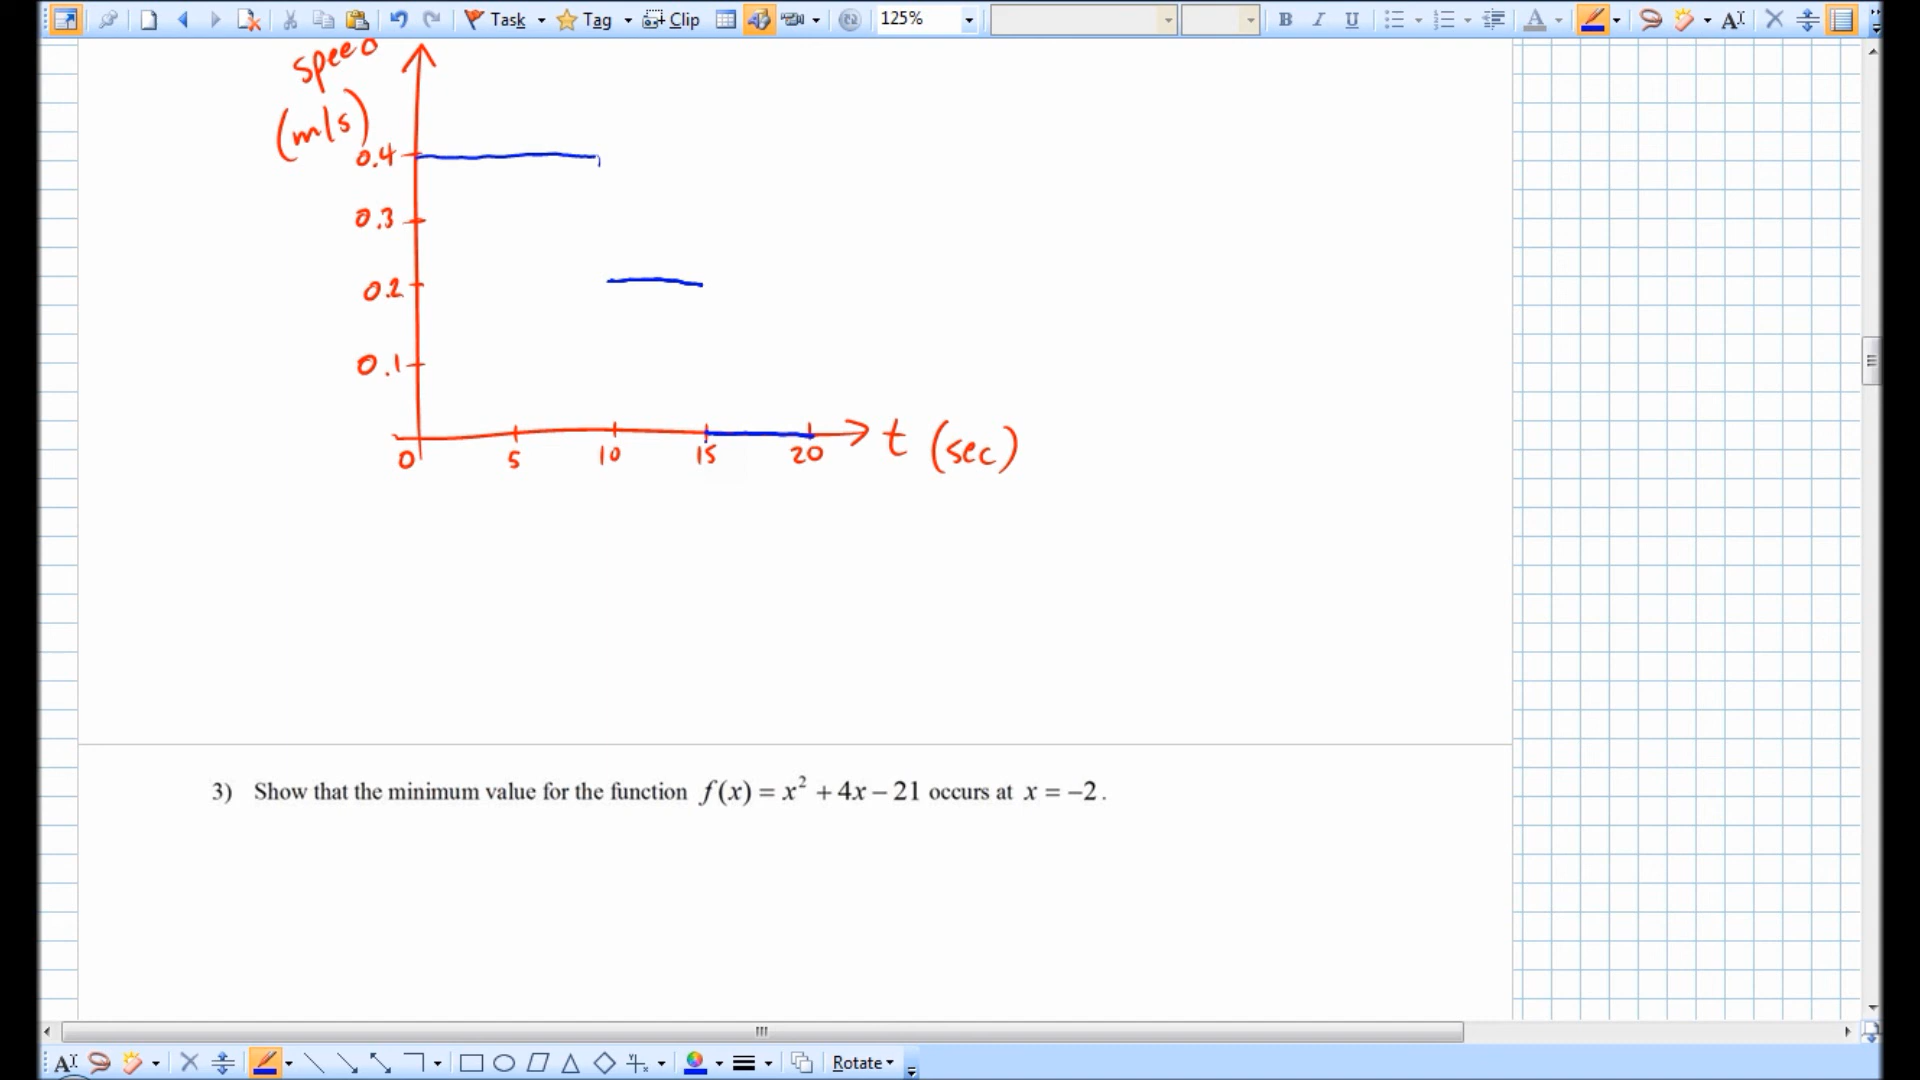 Task Tag Clip 125% B I U A
speed
(m/s)
0.4
0.3
0.2
0.1
0 5 10 15 20 t (sec)
3) Show that the minimum value for the function f(x) = x² + 4x − 21 occurs at x = −2.
Rotate